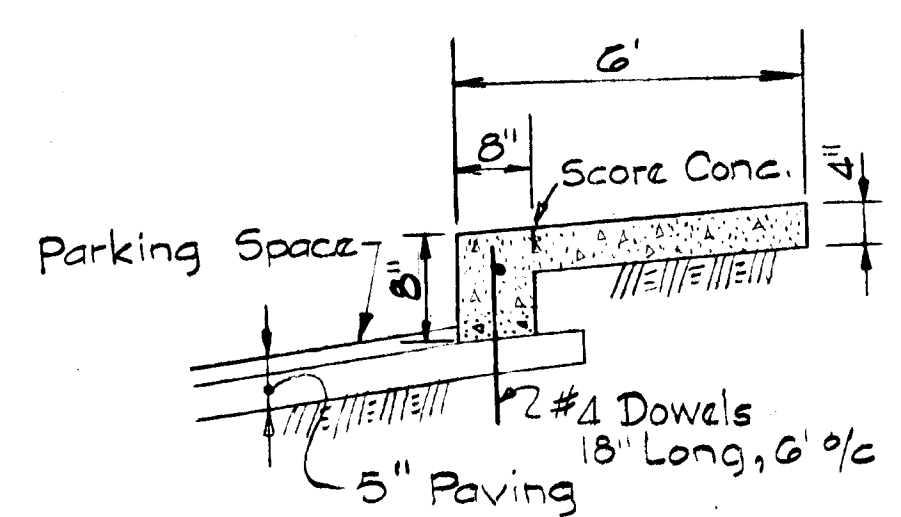 6'
8"
Score Conc.
4"
Parking Space
8"
2 #4 Dowels
18" Long, 6' o/c
5" Paving